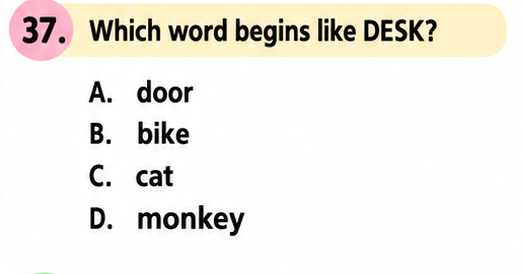 37. Which word begins like DESK?
A. door
B. bike
C. cat
D. monkey